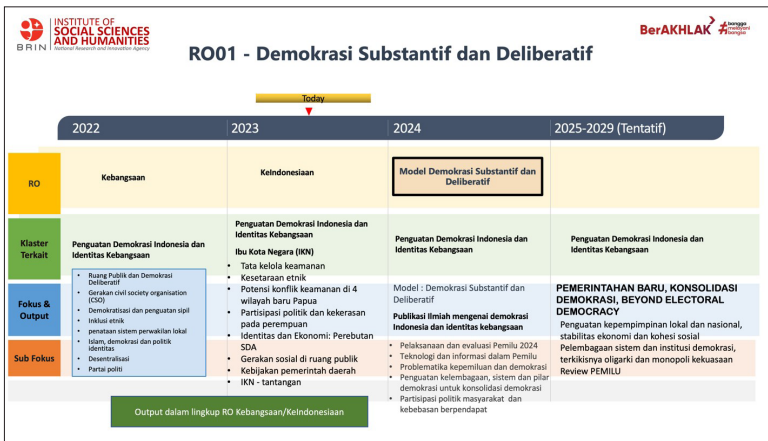 BRIN
INSTITUTE OF
SOCIAL SCIENCES
AND HUMANITIES
National Research and Innovation Agency
BerAKHLAK
#bangga
melayani
bangsa
RO01 - Demokrasi Substantif dan Deliberatif
Today
2022
2023
2024
2025-2029 (Tentatif)
RO
Kebangsaan
KeIndonesiaan
Model Demokrasi Substantif dan
Deliberatif
Klaster
Terkait
Penguatan Demokrasi Indonesia dan
Identitas Kebangsaan
Penguatan Demokrasi Indonesia dan
Identitas Kebangsaan
Ibu Kota Negara (IKN)
• Tata kelola keamanan
• Kesetaraan etnik
• Potensi konflik keamanan di 4
wilayah baru Papua
• Partisipasi politik dan kekerasan
pada perempuan
• Identitas dan Ekonomi: Perebutan
SDA
• Gerakan sosial di ruang publik
• Kebijakan pemerintah daerah
• IKN - tantangan
Penguatan Demokrasi Indonesia dan
Identitas Kebangsaan
Penguatan Demokrasi Indonesia dan
Identitas Kebangsaan
Fokus &
Output
• Ruang Publik dan Demokrasi
Deliberatif
• Gerakan civil society organisation
(CSO)
• Demokratisasi dan penguatan sipil
• Inklusi etnik
• penataan sistem perwakilan lokal
• Islam, demokrasi dan politik
identitas
• Desentralisasi
• Partai politi
Model : Demokrasi Substantif dan
Deliberatif
Publikasi Ilmiah mengenai demokrasi
Indonesia dan identitas kebangsaan
PEMERINTAHAN BARU, KONSOLIDASI
DEMOKRASI, BEYOND ELECTORAL
DEMOCRACY
Penguatan kepempimpinan lokal dan nasional,
stabilitas ekonomi dan kohesi sosial
Pelembagaan sistem dan institusi demokrasi,
terkikisnya oligarki dan monopoli kekuasaan
Review PEMILU
Sub Fokus
• Pelaksanaan dan evaluasi Pemilu 2024
• Teknologi dan informasi dalam Pemilu
• Problematika kepemiluan dan demokrasi
• Penguatan kelembagaan, sistem dan pilar
demokrasi untuk konsolidasi demokrasi
• Partisipasi politik masyarakat dan
kebebasan berpendapat
Output dalam lingkup RO Kebangsaan/KeIndonesiaan